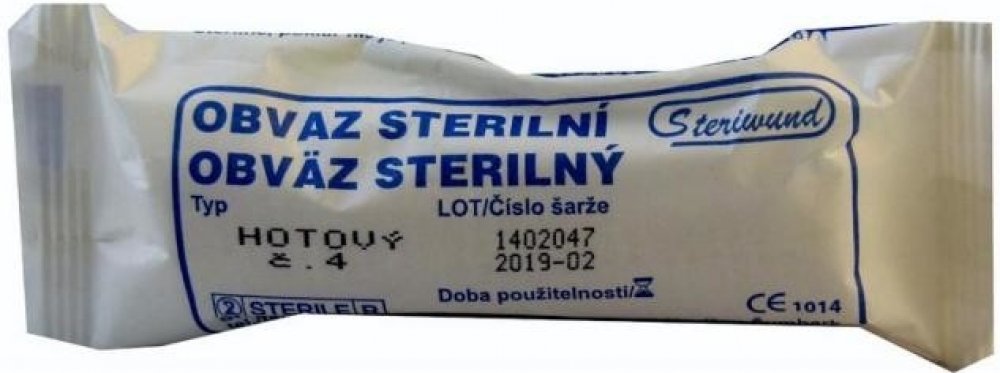 OBVAZ STERILNÍ
Steriwund
OBVÄZ STERILNÝ
Typ
LOT/Číslo šarže
HOTOVÝ
č.4
1402047
2019-02
Doba použitelnosti/
2 STERILE R
CE 1014